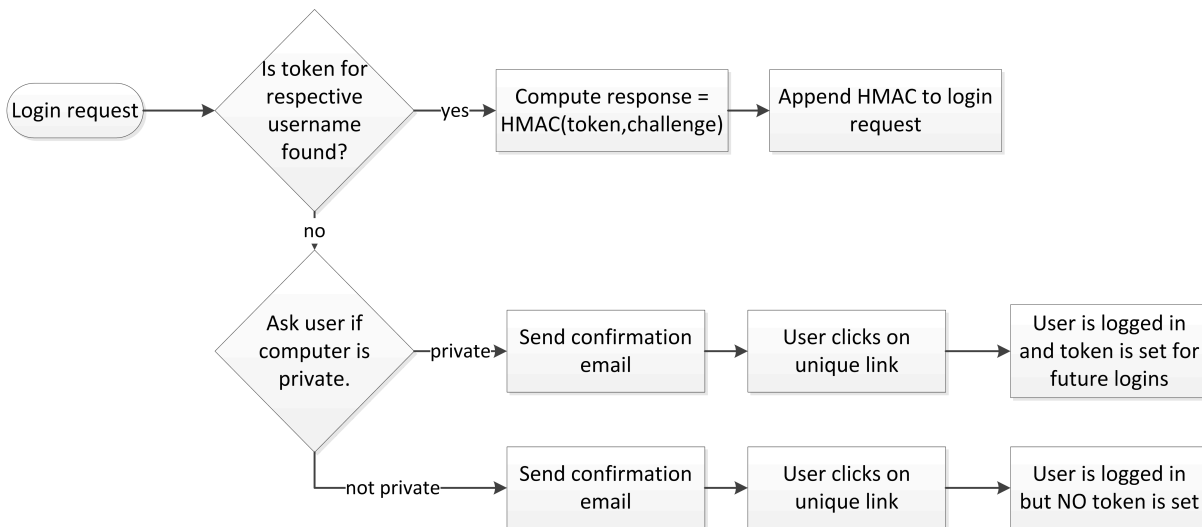 Login request
Is token for
respective
username
found?
yes
Compute response =
HMAC(token,challenge)
Append HMAC to login
request
no
Ask user if
computer is
private.
private
Send confirmation
email
User clicks on
unique link
User is logged in
and token is set for
future logins
not private
Send confirmation
email
User clicks on
unique link
User is logged in
but NO token is set